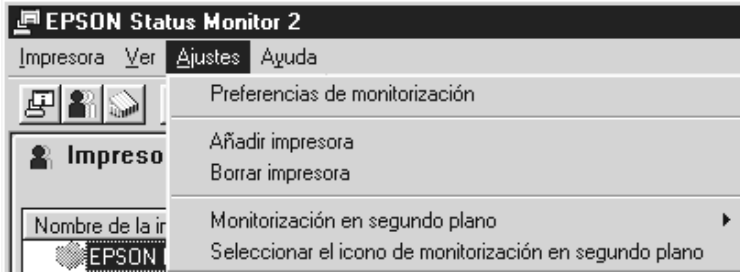 EPSON Status Monitor 2
Impresora Ver Ajustes Ayuda
Preferencias de monitorización
Añadir impresora
Borrar impresora
Monitorización en segundo plano
Seleccionar el icono de monitorización en segundo plano
Impreso
Nombre de la
EPSON